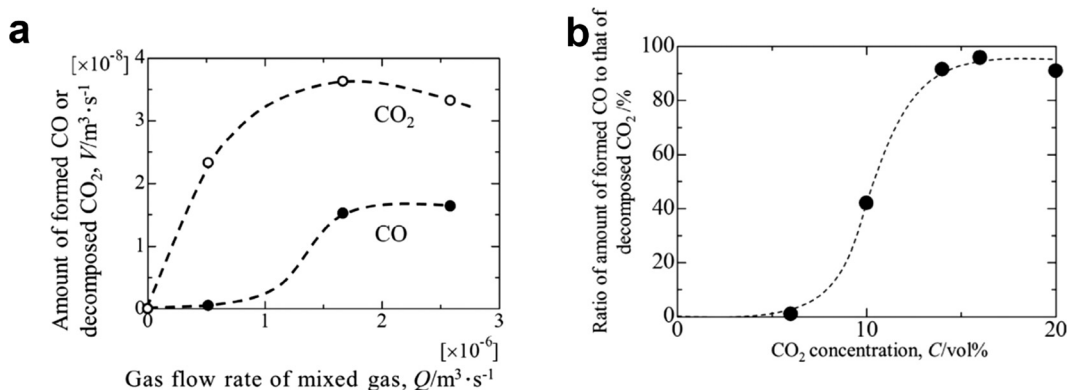 a
[×10⁻⁸]
Amount of formed CO or
decomposed CO₂, V/m³·s⁻¹
4
3
2
1
0
CO₂
CO
0 1 2 3
[×10⁻⁶]
Gas flow rate of mixed gas, Q/m³·s⁻¹
b
Ratio of amount of formed CO to that of
decomposed CO₂/%
100
80
60
40
20
0
0 10 20
CO₂ concentration, C/vol%